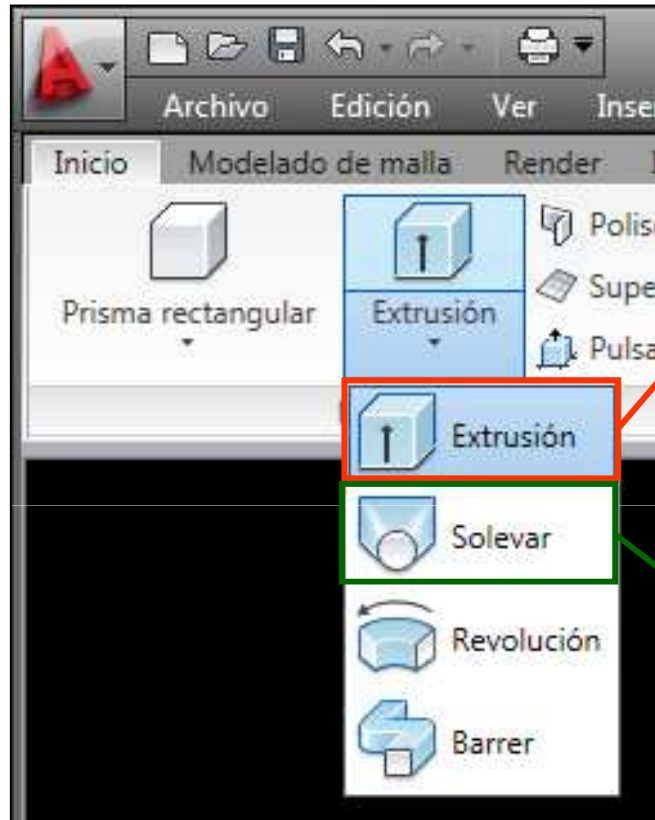 Archivo Edición Ver
Inicio Modelado de malla Render
Prisma rectangular Extrusión
Extrusión
Solevar
Revolución
Barrer